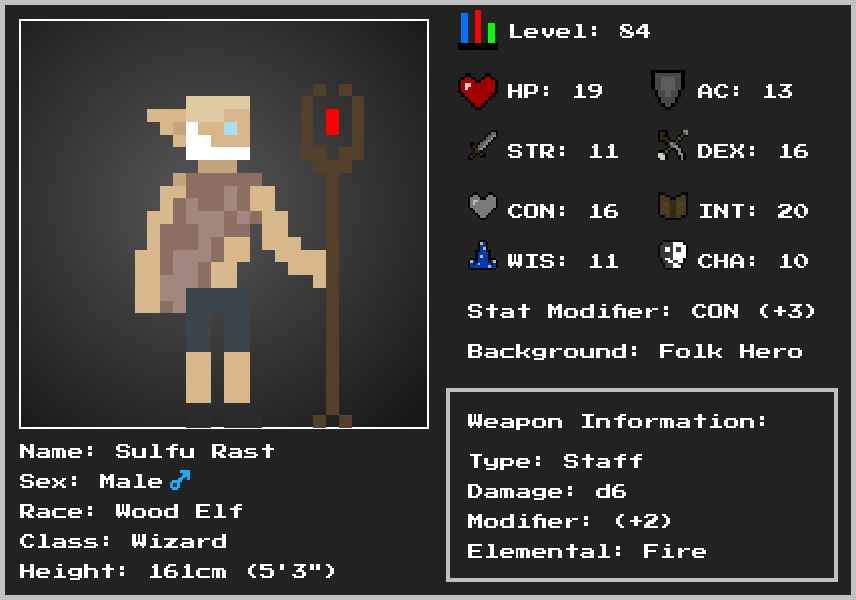 Level: 84
HP: 19 AC: 13
STR: 11 DEX: 16
CON: 16 INT: 20
WIS: 11 CHA: 10
Stat Modifier: CON (+3)
Background: Folk Hero
Weapon Information:
Type: Staff
Damage: d6
Modifier: (+2)
Elemental: Fire
Name: Sulfu Rast
Sex: Male ♂
Race: Wood Elf
Class: Wizard
Height: 161cm (5'3")